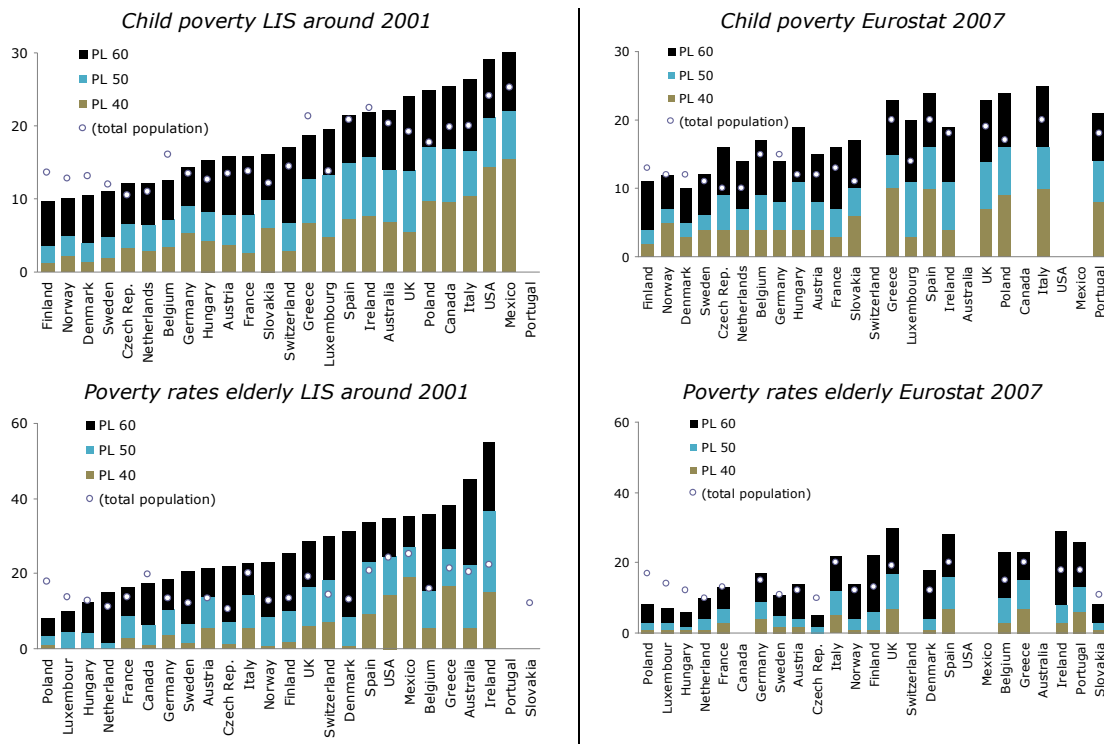 Child poverty LIS around 2001
30
20
10
0
PL 60
PL 50
PL 40
(total population)
Finland
Norway
Denmark
Sweden
Czech Rep.
Netherlands
Belgium
Germany
Hungary
Austria
France
Slovakia
Switzerland
Greece
Luxembourg
Spain
Ireland
Australia
UK
Poland
Canada
Italy
USA
Mexico
Portugal
Child poverty Eurostat 2007
30
20
10
0
PL 60
PL 50
PL 40
(total population)
Finland
Norway
Denmark
Sweden
Czech Rep.
Netherlands
Belgium
Germany
Hungary
Austria
France
Slovakia
Switzerland
Greece
Luxembourg
Spain
Ireland
Australia
UK
Poland
Canada
Italy
USA
Mexico
Portugal
Poverty rates elderly LIS around 2001
60
40
20
0
PL 60
PL 50
PL 40
(total population)
Poland
Luxembour
Hungary
Netherland
France
Canada
Germany
Sweden
Austria
Czech Rep.
Italy
Norway
Finland
UK
Switzerland
Denmark
Spain
USA
Mexico
Belgium
Greece
Australia
Ireland
Portugal
Slovakia
Poverty rates elderly Eurostat 2007
60
40
20
0
PL 60
PL 50
PL 40
(total population)
Poland
Luxembourg
Hungary
Netherland
France
Canada
Germany
Sweden
Austria
Czech Rep.
Italy
Norway
Finland
UK
Switzerland
Denmark
Spain
USA
Mexico
Belgium
Greece
Australia
Ireland
Portugal
Slovakia